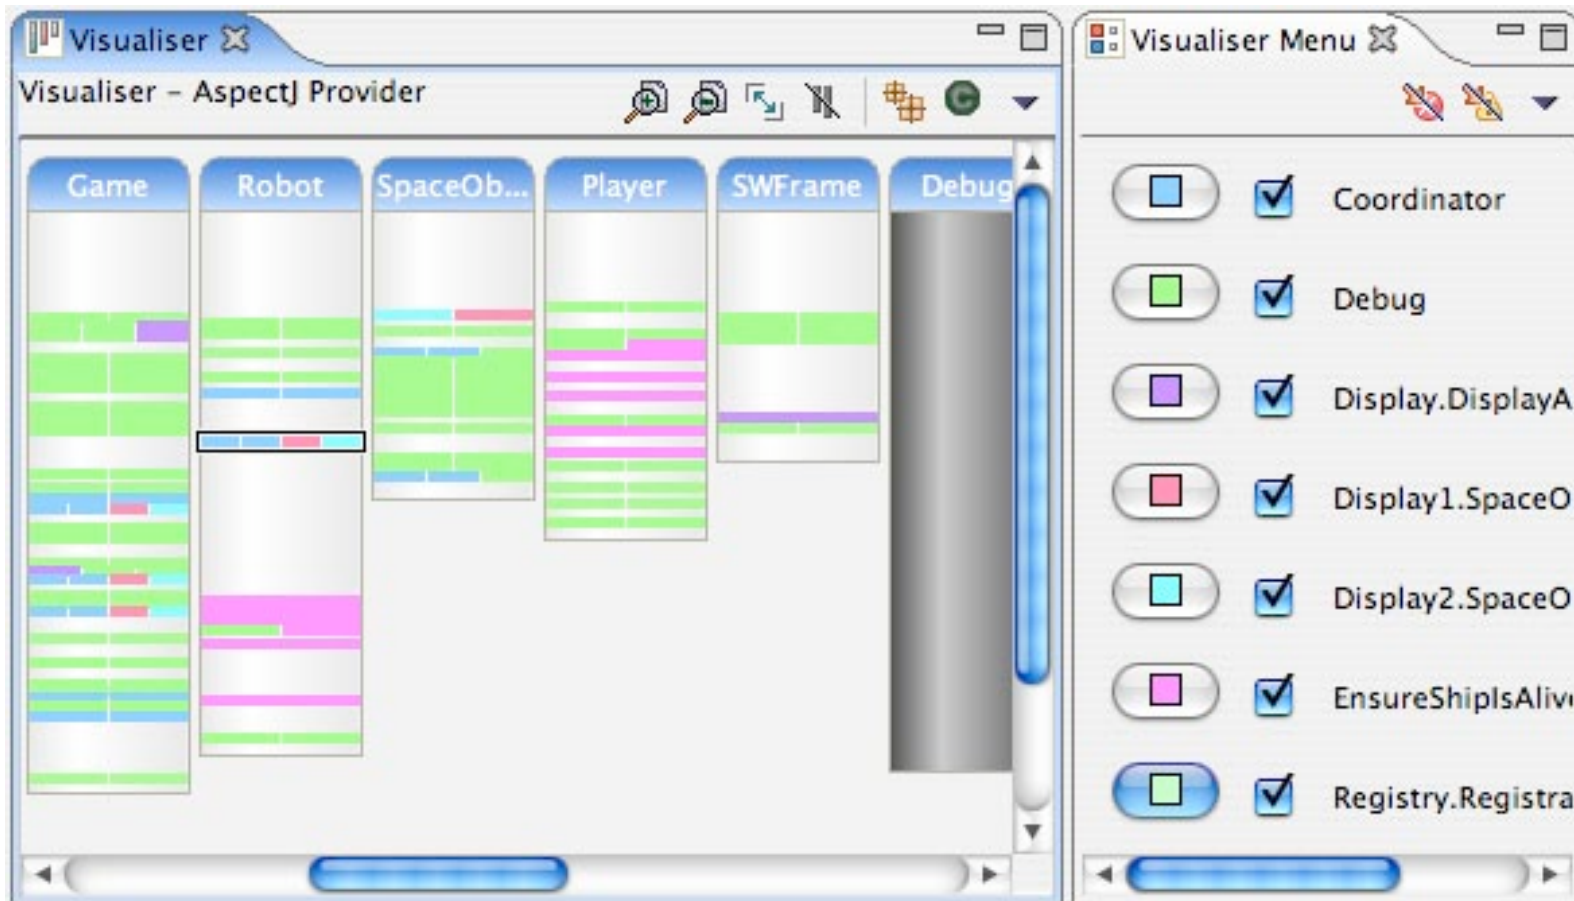 Visualiser
Visualiser Menu
Visualiser – AspectJ Provider
Game
Robot
SpaceOb...
Player
SWFrame
Debug
Coordinator
Debug
Display.DisplayA
Display1.SpaceO
Display2.SpaceO
EnsureShipIsAliv
Registry.Registra